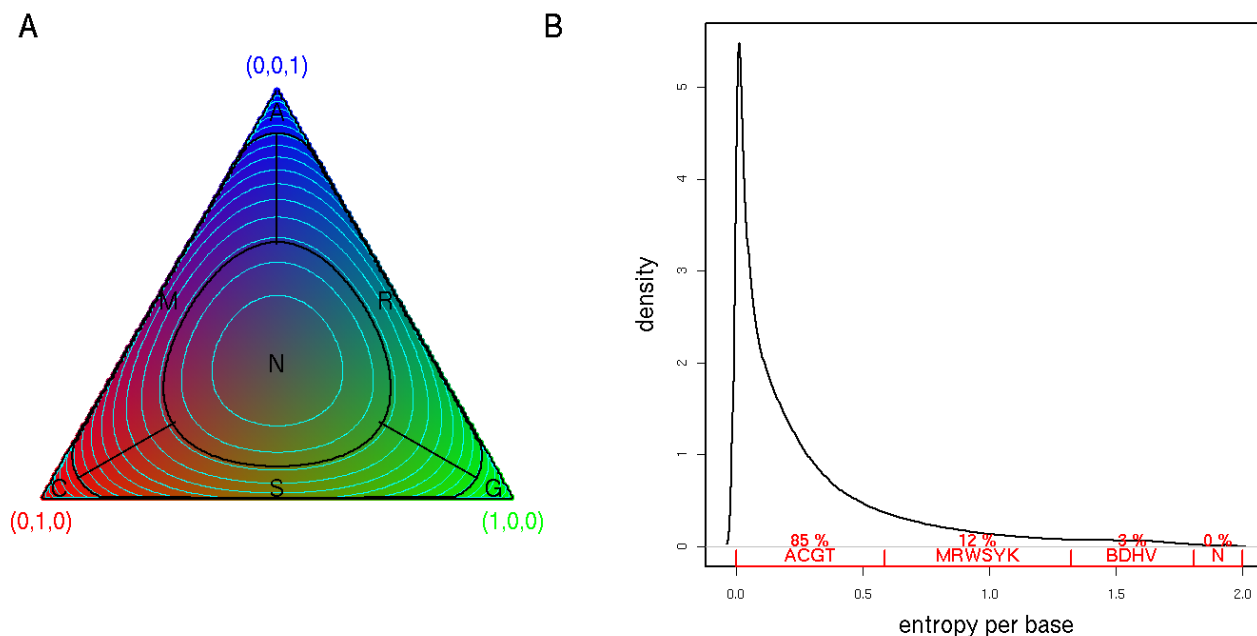 A
(0,0,1)
A
M
R
N
C
S
G
(0,1,0)
(1,0,0)
B
density
5
4
3
2
1
0
85 %
12 %
3 %
0 %
ACGT
MRWSYK
BDHV
N
0.0
0.5
1.0
1.5
2.0
entropy per base